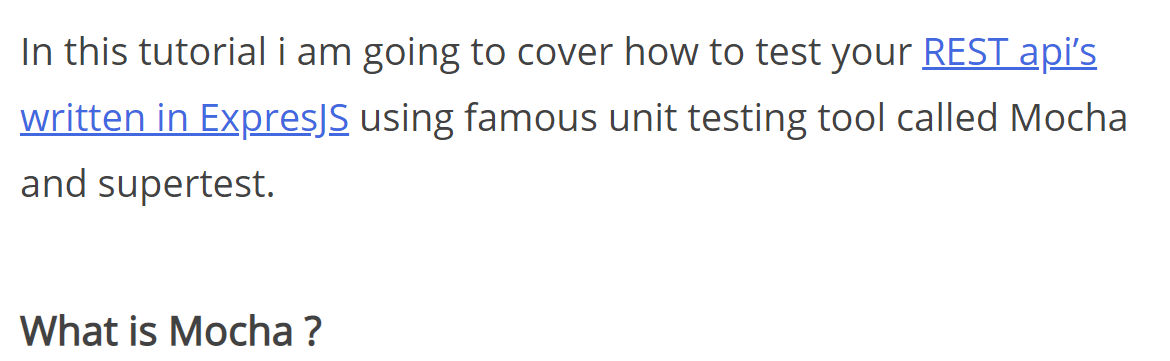 In this tutorial i am going to cover how to test your REST api’s
written in ExpresJS using famous unit testing tool called Mocha
and supertest.
What is Mocha ?